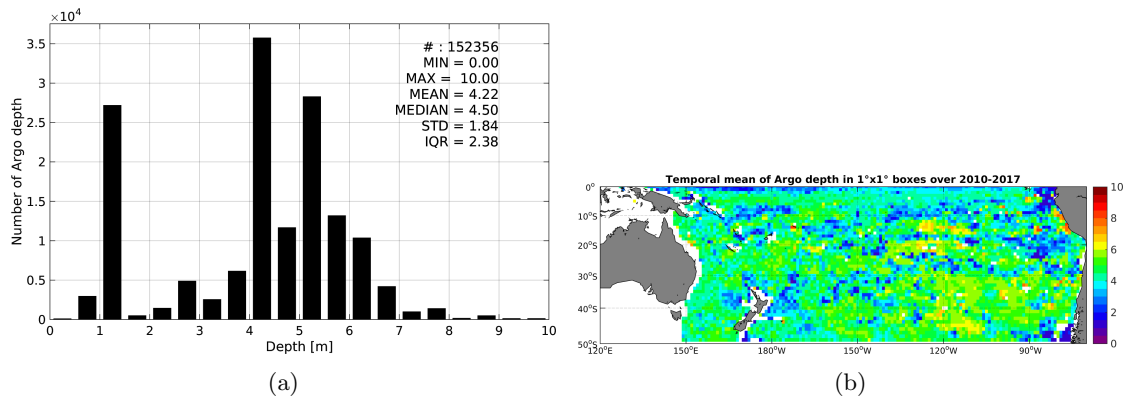 ×10⁴
3.5
3
2.5
2
1.5
1
0.5
0
Number of Argo depth
# : 152356
MIN = 0.00
MAX = 10.00
MEAN = 4.22
MEDIAN = 4.50
STD = 1.84
IQR = 2.38
0 1 2 3 4 5 6 7 8 9 10
Depth [m]
(a)
Temporal mean of Argo depth in 1°x1° boxes over 2010-2017
0°
10°S
20°S
30°S
40°S
50°S
120°E 150°E 180°W 150°W 120°W 90°W
10
8
6
4
2
0
(b)